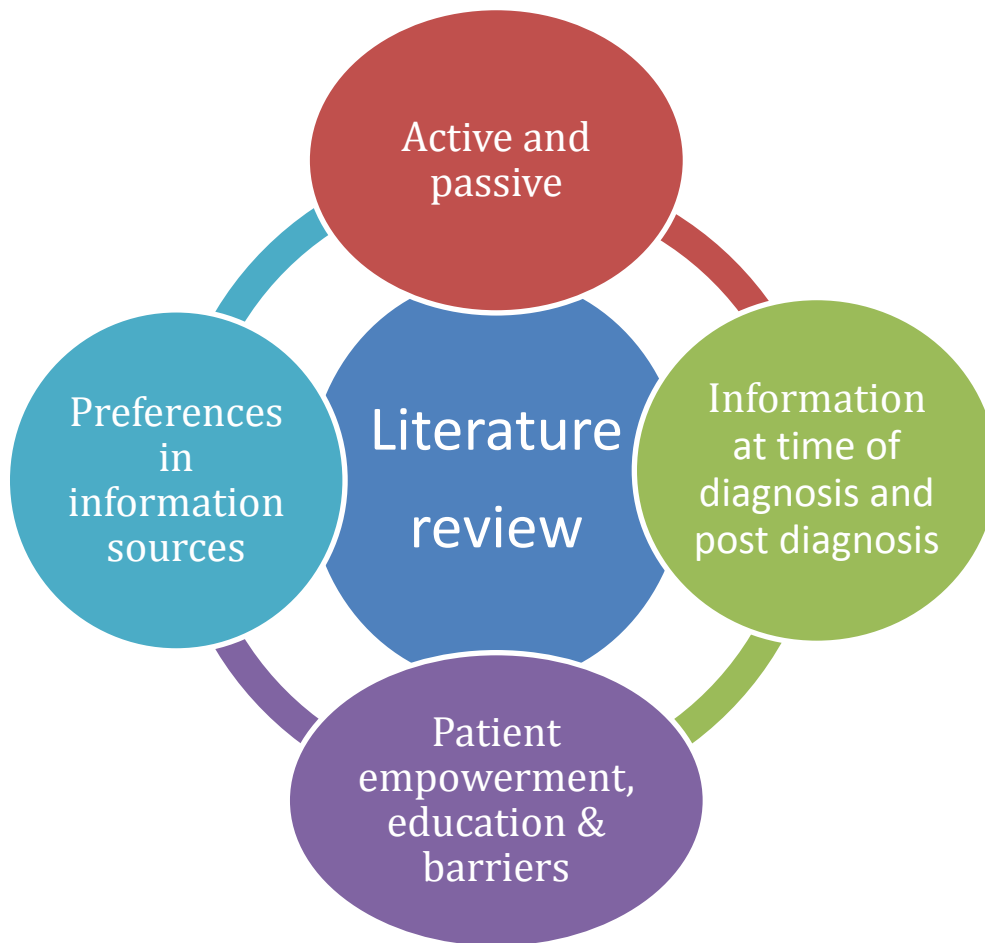 Active and
passive
Preferences
in
information
sources
Literature
review
Information
at time of
diagnosis and
post diagnosis
Patient
empowerment,
education &
barriers